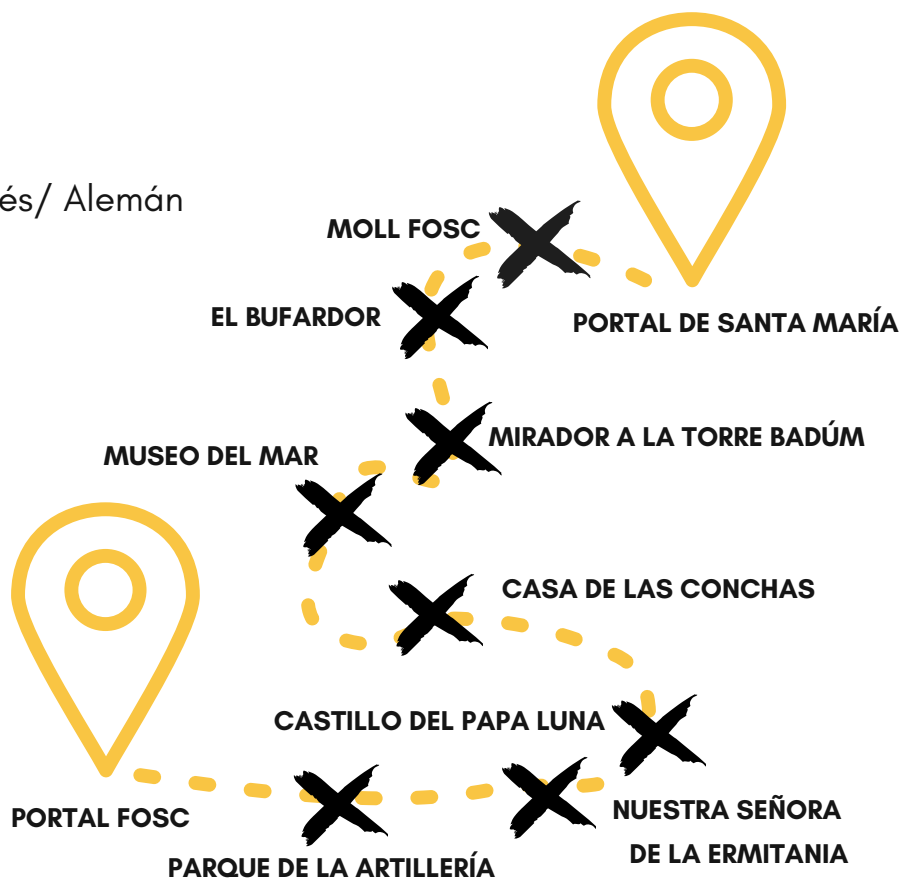 és/ Alemán
MOLL FOSC
EL BUFARDOR
PORTAL DE SANTA MARÍA
MIRADOR A LA TORRE BADÚM
MUSEO DEL MAR
CASA DE LAS CONCHAS
CASTILLO DEL PAPA LUNA
NUESTRA SEÑORA
DE LA ERMITANIA
PORTAL FOSC
PARQUE DE LA ARTILLERÍA